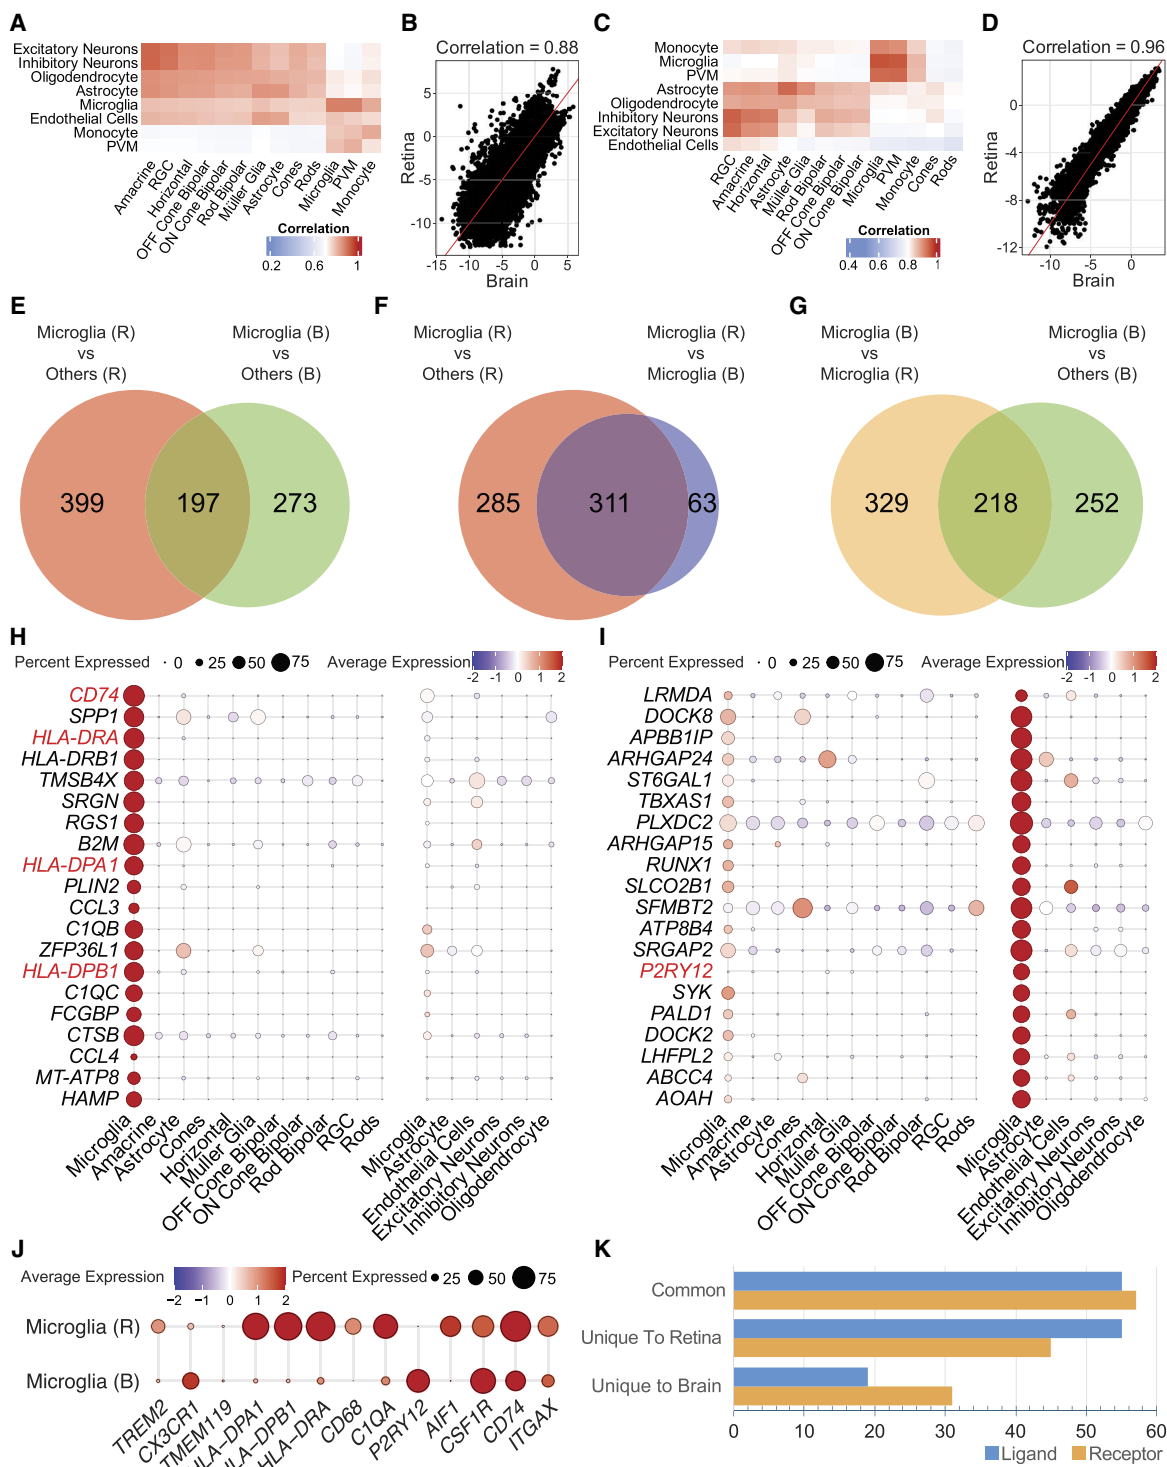 A
Excitatory Neurons
Inhibitory Neurons
Oligodendrocyte
Astrocyte
Microglia
Endothelial Cells
Monocyte
PVM
Amacrine
RGC
Horizontal
OFF Cone Bipolar
ON Cone Bipolar
Rod Bipolar
Müller Glia
Astrocyte
Cones
Rods
Microglia
PVM
Monocyte
Correlation
0.2 0.6 1
B
Correlation = 0.88
Retina
5
0
-5
-10
-15 -10 -5 0 5
Brain
C
Monocyte
Microglia
PVM
Astrocyte
Oligodendrocyte
Inhibitory Neurons
Excitatory Neurons
Endothelial Cells
RGC
Amacrine
Horizontal
Astrocyte
Müller Glia
Rod Bipolar
OFF Cone Bipolar
ON Cone Bipolar
Microglia
PVM
Monocyte
Cones
Rods
Correlation
0.4 0.6 0.8 1
D
Correlation = 0.96
Retina
0
-4
-8
-12
-10 -5 0
Brain
E
Microglia (R)
vs
Others (R)
Microglia (B)
vs
Others (B)
399 197 273
F
Microglia (R)
vs
Others (R)
Microglia (R)
vs
Microglia (B)
285 311 63
G
Microglia (B)
vs
Microglia (R)
Microglia (B)
vs
Others (B)
329 218 252
H
Percent Expressed 0 25 50 75
Average Expression
-2 -1 0 1 2
CD74
SPP1
HLA-DRA
HLA-DRB1
TMSB4X
SRGN
RGS1
B2M
HLA-DPA1
PLIN2
CCL3
C1QB
ZFP36L1
HLA-DPB1
C1QC
FCGBP
CTSB
CCL4
MT-ATP8
HAMP
Microglia
Amacrine
Astrocyte
Cones
Horizontal
Muller Glia
OFF Cone Bipolar
ON Cone Bipolar
Rod Bipolar
RGC
Rods
Microglia
Astrocyte
Endothelial Cells
Excitatory Neurons
Inhibitory Neurons
Oligodendrocyte
I
Percent Expressed 0 25 50 75
Average Expression
-2 -1 0 1 2
LRMDA
DOCK8
APBB1IP
ARHGAP24
ST6GAL1
TBXAS1
PLXDC2
ARHGAP15
RUNX1
SLCO2B1
SFMBT2
ATP8B4
SRGAP2
P2RY12
SYK
PALD1
DOCK2
LHFPL2
ABCC4
AOAH
Microglia
Amacrine
Astrocyte
Cones
Horizontal
Muller Glia
OFF Cone Bipolar
ON Cone Bipolar
Rod Bipolar
RGC
Rods
Microglia
Astrocyte
Endothelial Cells
Excitatory Neurons
Inhibitory Neurons
Oligodendrocyte
J
Average Expression
−2 −1 0 1 2
Percent Expressed 25 50 75
Microglia (R)
Microglia (B)
TREM2
CX3CR1
TMEM119
HLA−DPA1
HLA−DPB1
HLA−DRA
CD68
C1QA
P2RY12
AIF1
CSF1R
CD74
ITGAX
K
Common
Unique To Retina
Unique to Brain
0 10 20 30 40 50 60
Ligand Receptor